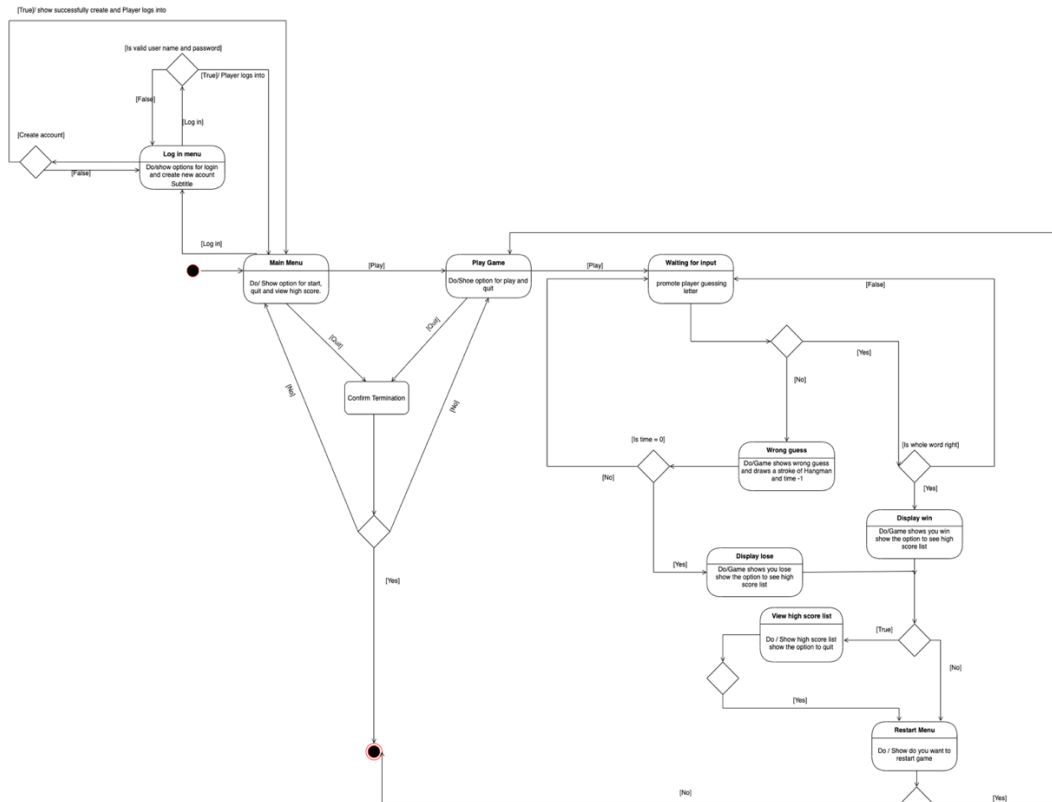 [True]/ show successfully create and Player logs into
[Is valid user name and password]
[True]/ Player logs into
[False]
[Log in]
[Create account]
Log in menu
Do/show options for login
and create new acount
Subtitle
[False]
[Log in]
Main Menu
Do/ Show option for start,
quit and view high score.
[Play]
Play Game
Do/Shoe option for play and
quit
[Play]
Waiting for input
promote player guessing
letter
[False]
[Quit]
[Quit]
[Yes]
[No]
[No]
[No]
Confirm Termination
[Is time = 0]
[Is whole word right]
Wrong guess
Do/Game shows wrong guess
and draws a stroke of Hangman
and time -1
[No]
[Yes]
Display win
Do/Game shows you win
show the option to see high
score list
Display lose
Do/Game shows you lose
show the option to see high
score list
[Yes]
[Yes]
View high score list
Do / Show high score list
show the option to quit
[True]
[No]
[Yes]
Restart Menu
Do / Show do you want to
restart game
[No]
[Yes]